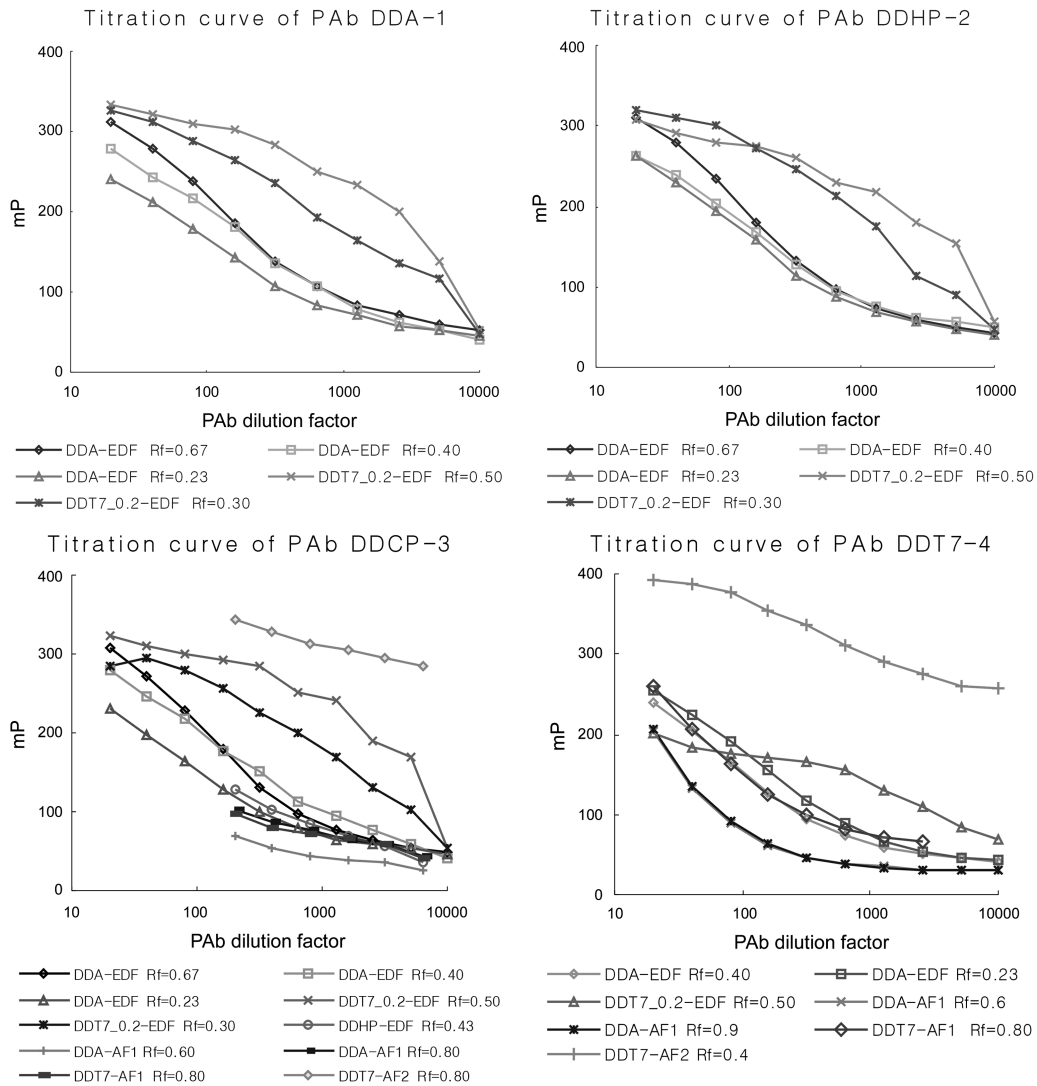 Titration curve of PAb DDA-1
400
300
200
100
0
mP
10 100 1000 10000
PAb dilution factor
DDA-EDF Rf=0.67 DDA-EDF Rf=0.40
DDA-EDF Rf=0.23 DDT7_0.2-EDF Rf=0.50
DDT7_0.2-EDF Rf=0.30
Titration curve of PAb DDHP-2
400
300
200
100
0
mP
10 100 1000 10000
PAb dilution factor
DDA-EDF Rf=0.67 DDA-EDF Rf=0.40
DDA-EDF Rf=0.23 DDT7_0.2-EDF Rf=0.50
DDT7_0.2-EDF Rf=0.30
Titration curve of PAb DDCP-3
400
300
200
100
0
mP
10 100 1000 10000
PAb dilution factor
DDA-EDF Rf=0.67 DDA-EDF Rf=0.40
DDA-EDF Rf=0.23 DDT7_0.2-EDF Rf=0.50
DDT7_0.2-EDF Rf=0.30 DDHP-EDF Rf=0.43
DDA-AF1 Rf=0.60 DDA-AF1 Rf=0.80
DDT7-AF1 Rf=0.80 DDT7-AF2 Rf=0.80
Titration curve of PAb DDT7-4
400
300
200
100
0
mP
10 100 1000 10000
PAb dilution factor
DDA-EDF Rf=0.40 DDA-EDF Rf=0.23
DDT7_0.2-EDF Rf=0.50 DDA-AF1 Rf=0.6
DDA-AF1 Rf=0.9 DDT7-AF1 Rf=0.80
DDT7-AF2 Rf=0.4